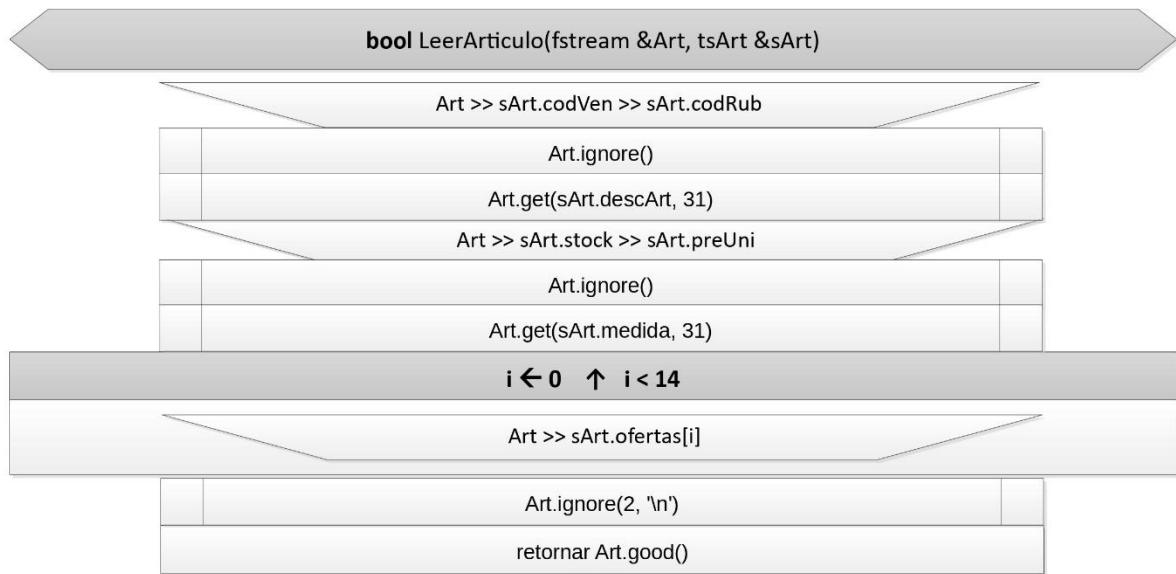 bool LeerArticulo(fstream &Art, tsArt &sArt)
Art >> sArt.codVen >> sArt.codRub
Art.ignore()
Art.get(sArt.descArt, 31)
Art >> sArt.stock >> sArt.preUni
Art.ignore()
Art.get(sArt.medida, 31)
i ← 0 ↑ i < 14
Art >> sArt.ofertas[i]
Art.ignore(2, '\n')
retornar Art.good()